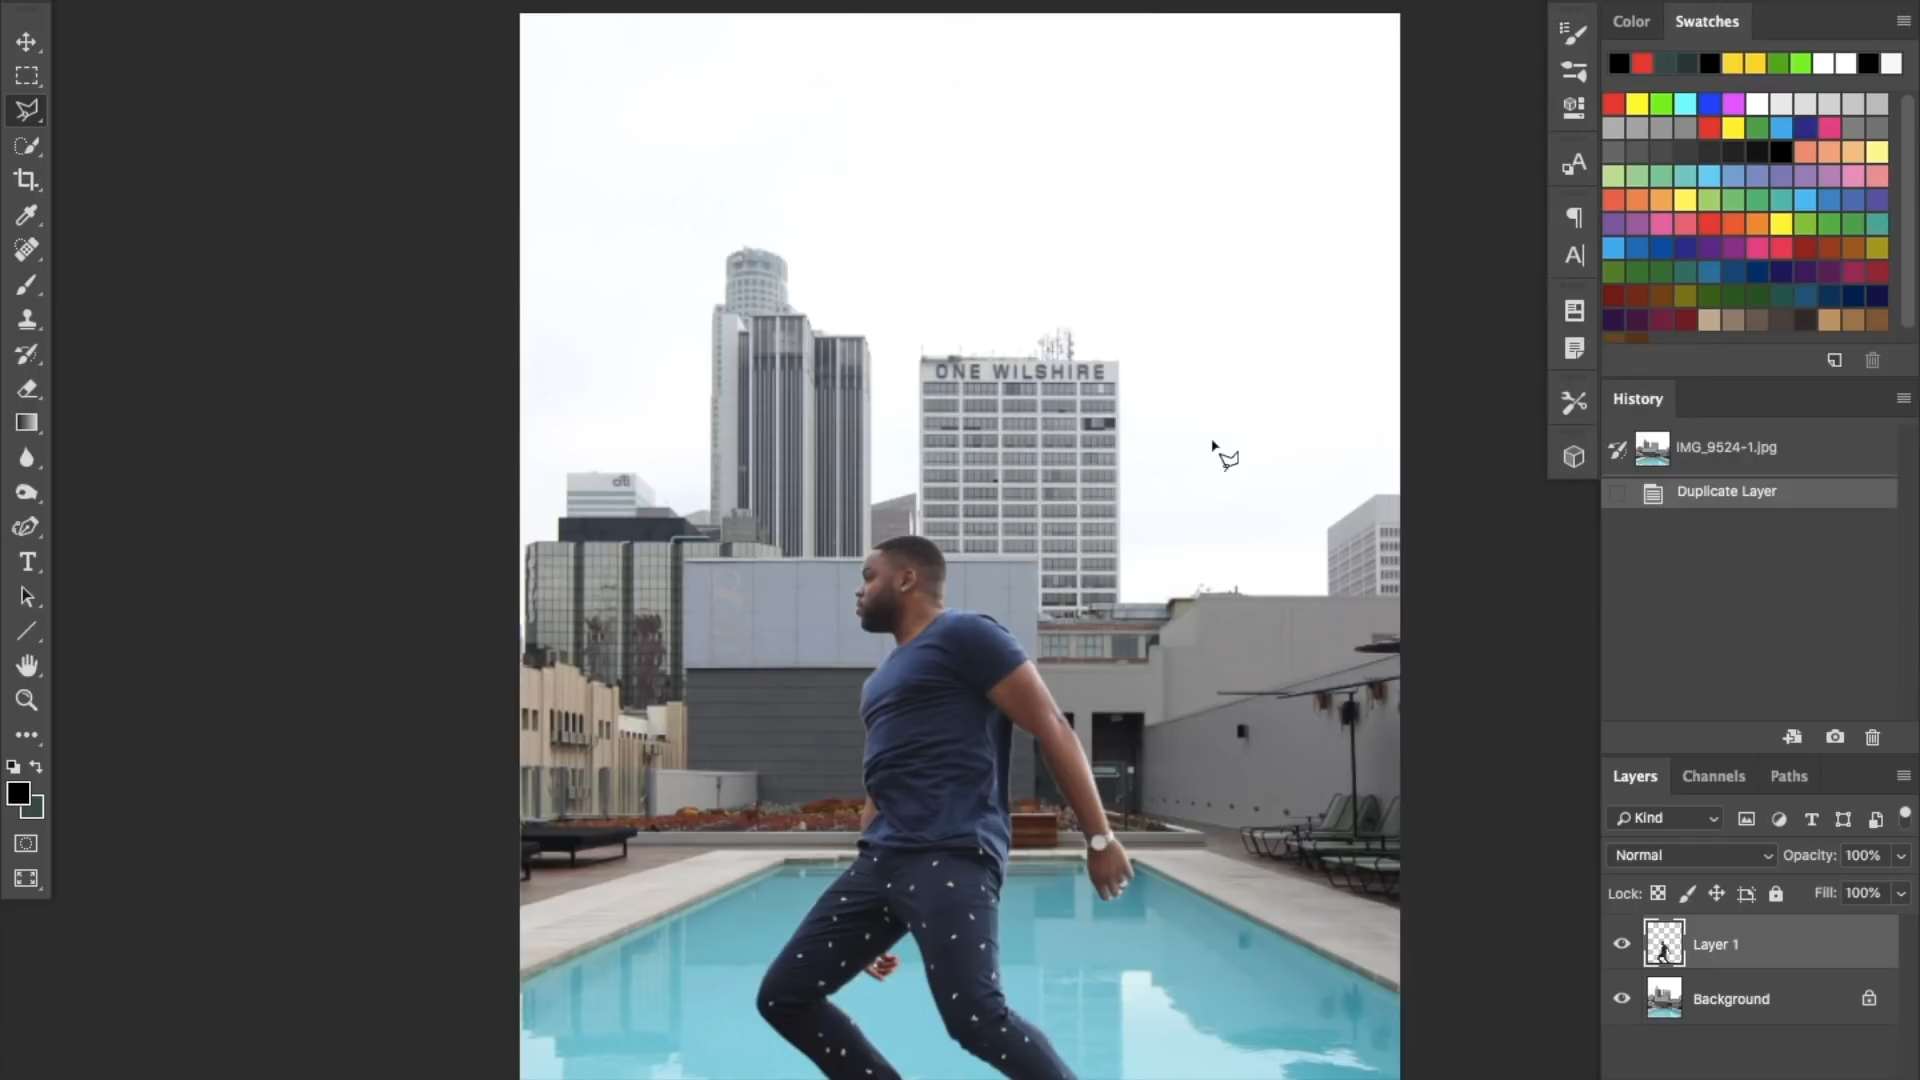 Color
Swatches
History
IMG_9524-1.jpg
Duplicate Layer
ONE WILSHIRE
citi
Layers
Channels
Paths
Kind
Normal
Opacity:
100%
Lock:
Fill:
100%
Layer 1
Background